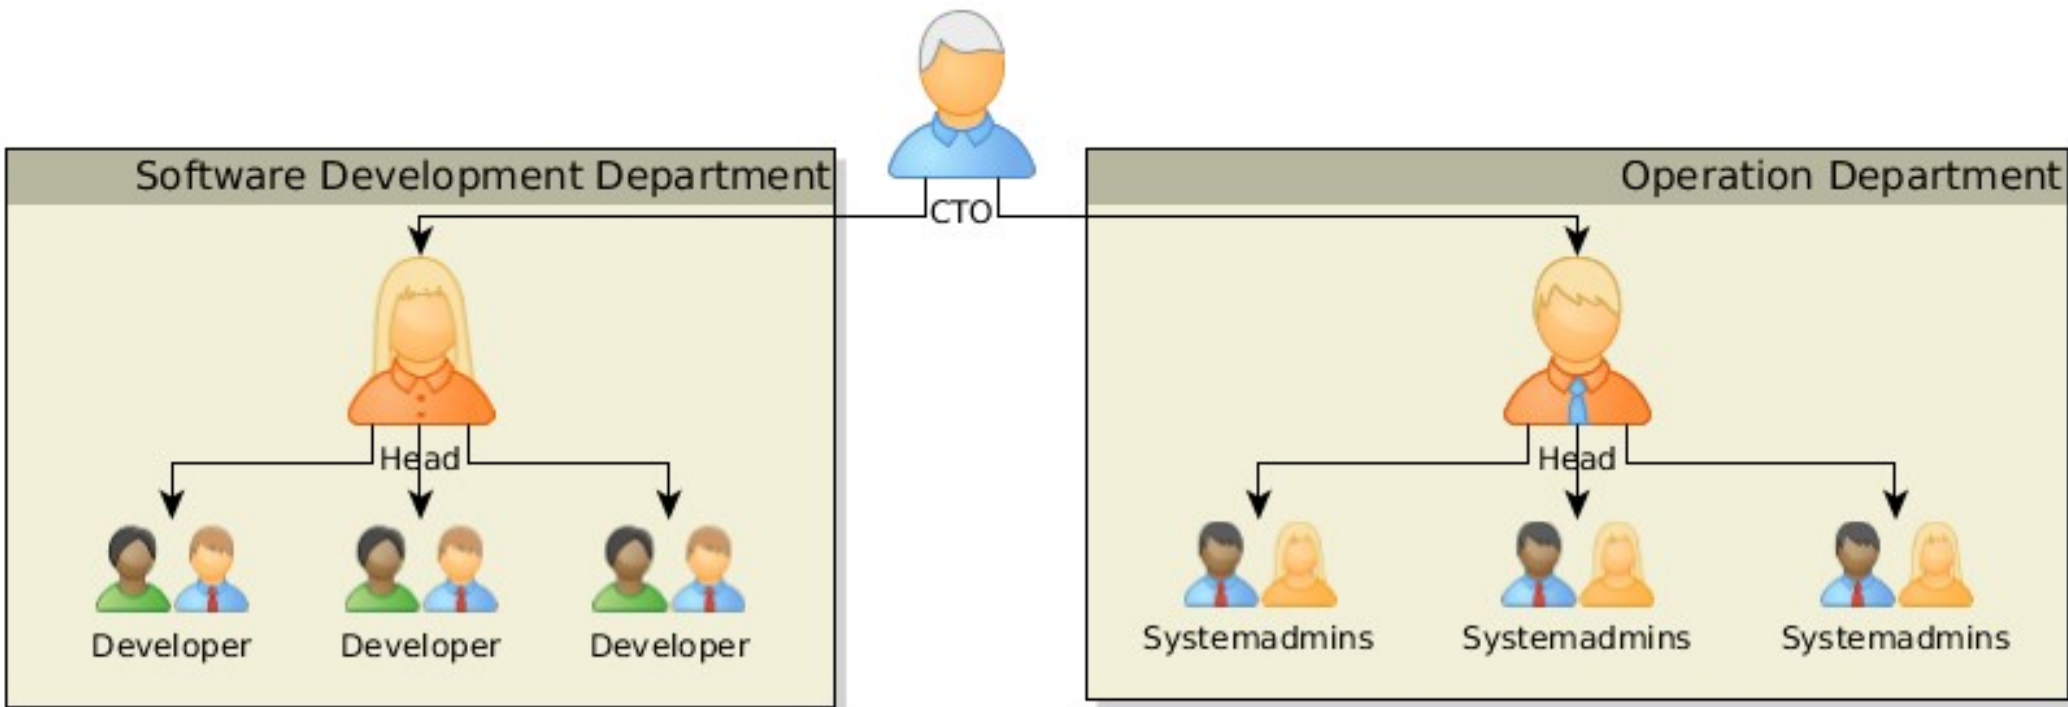 Software Development Department
Operation Department
CTO
Head
Head
Developer
Developer
Developer
Systemadmins
Systemadmins
Systemadmins